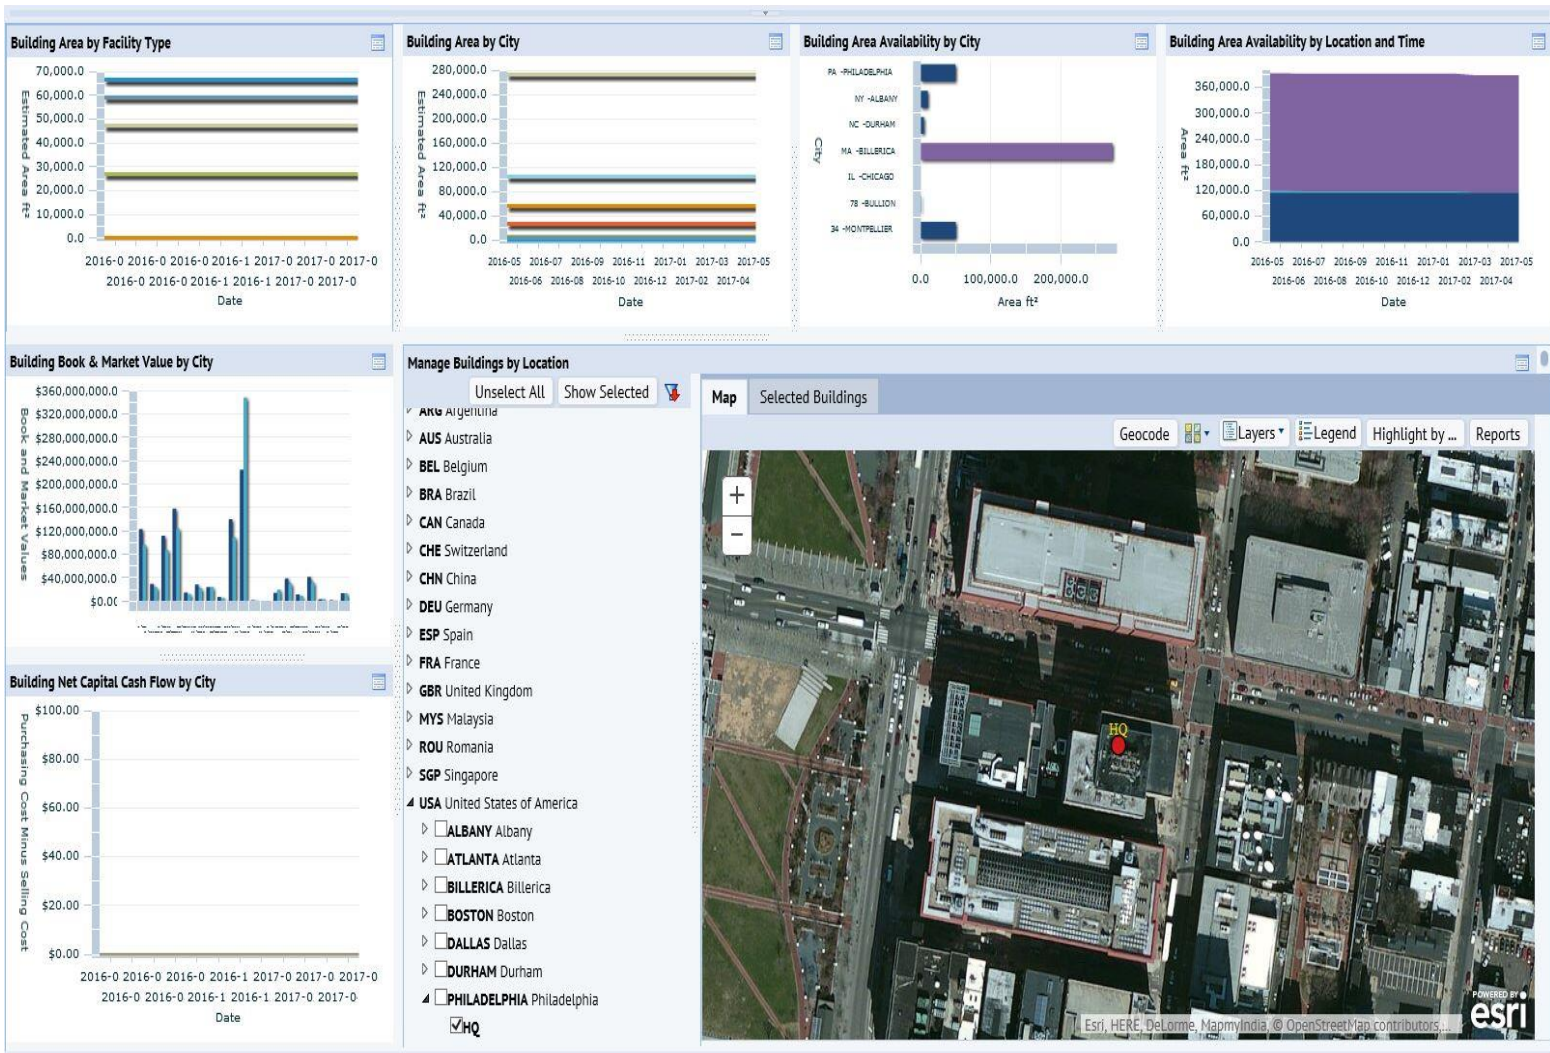 Building Area by Facility Type
70,000.0
60,000.0
50,000.0
40,000.0
30,000.0
20,000.0
10,000.0
0.0
Estimated Area ft²
2016-0 2016-0 2016-0 2016-1 2017-0 2017-0 2017-0
2016-0 2016-0 2016-1 2016-1 2017-0 2017-0
Date
Building Area by City
280,000.0
240,000.0
200,000.0
160,000.0
120,000.0
80,000.0
40,000.0
0.0
Estimated Area ft²
2016-05 2016-07 2016-09 2016-11 2017-01 2017-03 2017-05
2016-06 2016-08 2016-10 2016-12 2017-02 2017-04
Date
Building Area Availability by City
PA -PHILADELPHIA
NY -ALBANY
NC -DURHAM
MA -BILLERICA
IL -CHICAGO
78 -BULLION
34 -MONTPELLIER
City
0.0 100,000.0 200,000.0
Area ft²
Building Area Availability by Location and Time
360,000.0
300,000.0
240,000.0
180,000.0
120,000.0
60,000.0
0.0
Area ft²
2016-05 2016-07 2016-09 2016-11 2017-01 2017-03 2017-05
2016-06 2016-08 2016-10 2016-12 2017-02 2017-04
Date
Building Book & Market Value by City
$360,000,000.0
$320,000,000.0
$280,000,000.0
$240,000,000.0
$200,000,000.0
$160,000,000.0
$120,000,000.0
$80,000,000.0
$40,000,000.0
$0.00
Book and Market Values
Building Net Capital Cash Flow by City
$100.00
$80.00
$60.00
$40.00
$20.00
$0.00
Purchasing Cost Minus Selling Cost
2016-0 2016-0 2016-0 2016-1 2017-0 2017-0 2017-0
2016-0 2016-0 2016-1 2016-1 2017-0 2017-0
Date
Manage Buildings by Location
Unselect All Show Selected
ARG Argentina
AUS Australia
BEL Belgium
BRA Brazil
CAN Canada
CHE Switzerland
CHN China
DEU Germany
ESP Spain
FRA France
GBR United Kingdom
MYS Malaysia
ROU Romania
SGP Singapore
USA United States of America
ALBANY Albany
ATLANTA Atlanta
BILLERICA Billerica
BOSTON Boston
DALLAS Dallas
DURHAM Durham
PHILADELPHIA Philadelphia
HQ
Map Selected Buildings
Geocode Layers Legend Highlight by ... Reports
+
−
HQ
POWERED BY
esri
Esri, HERE, DeLorme, MapmyIndia, © OpenStreetMap contributors,...